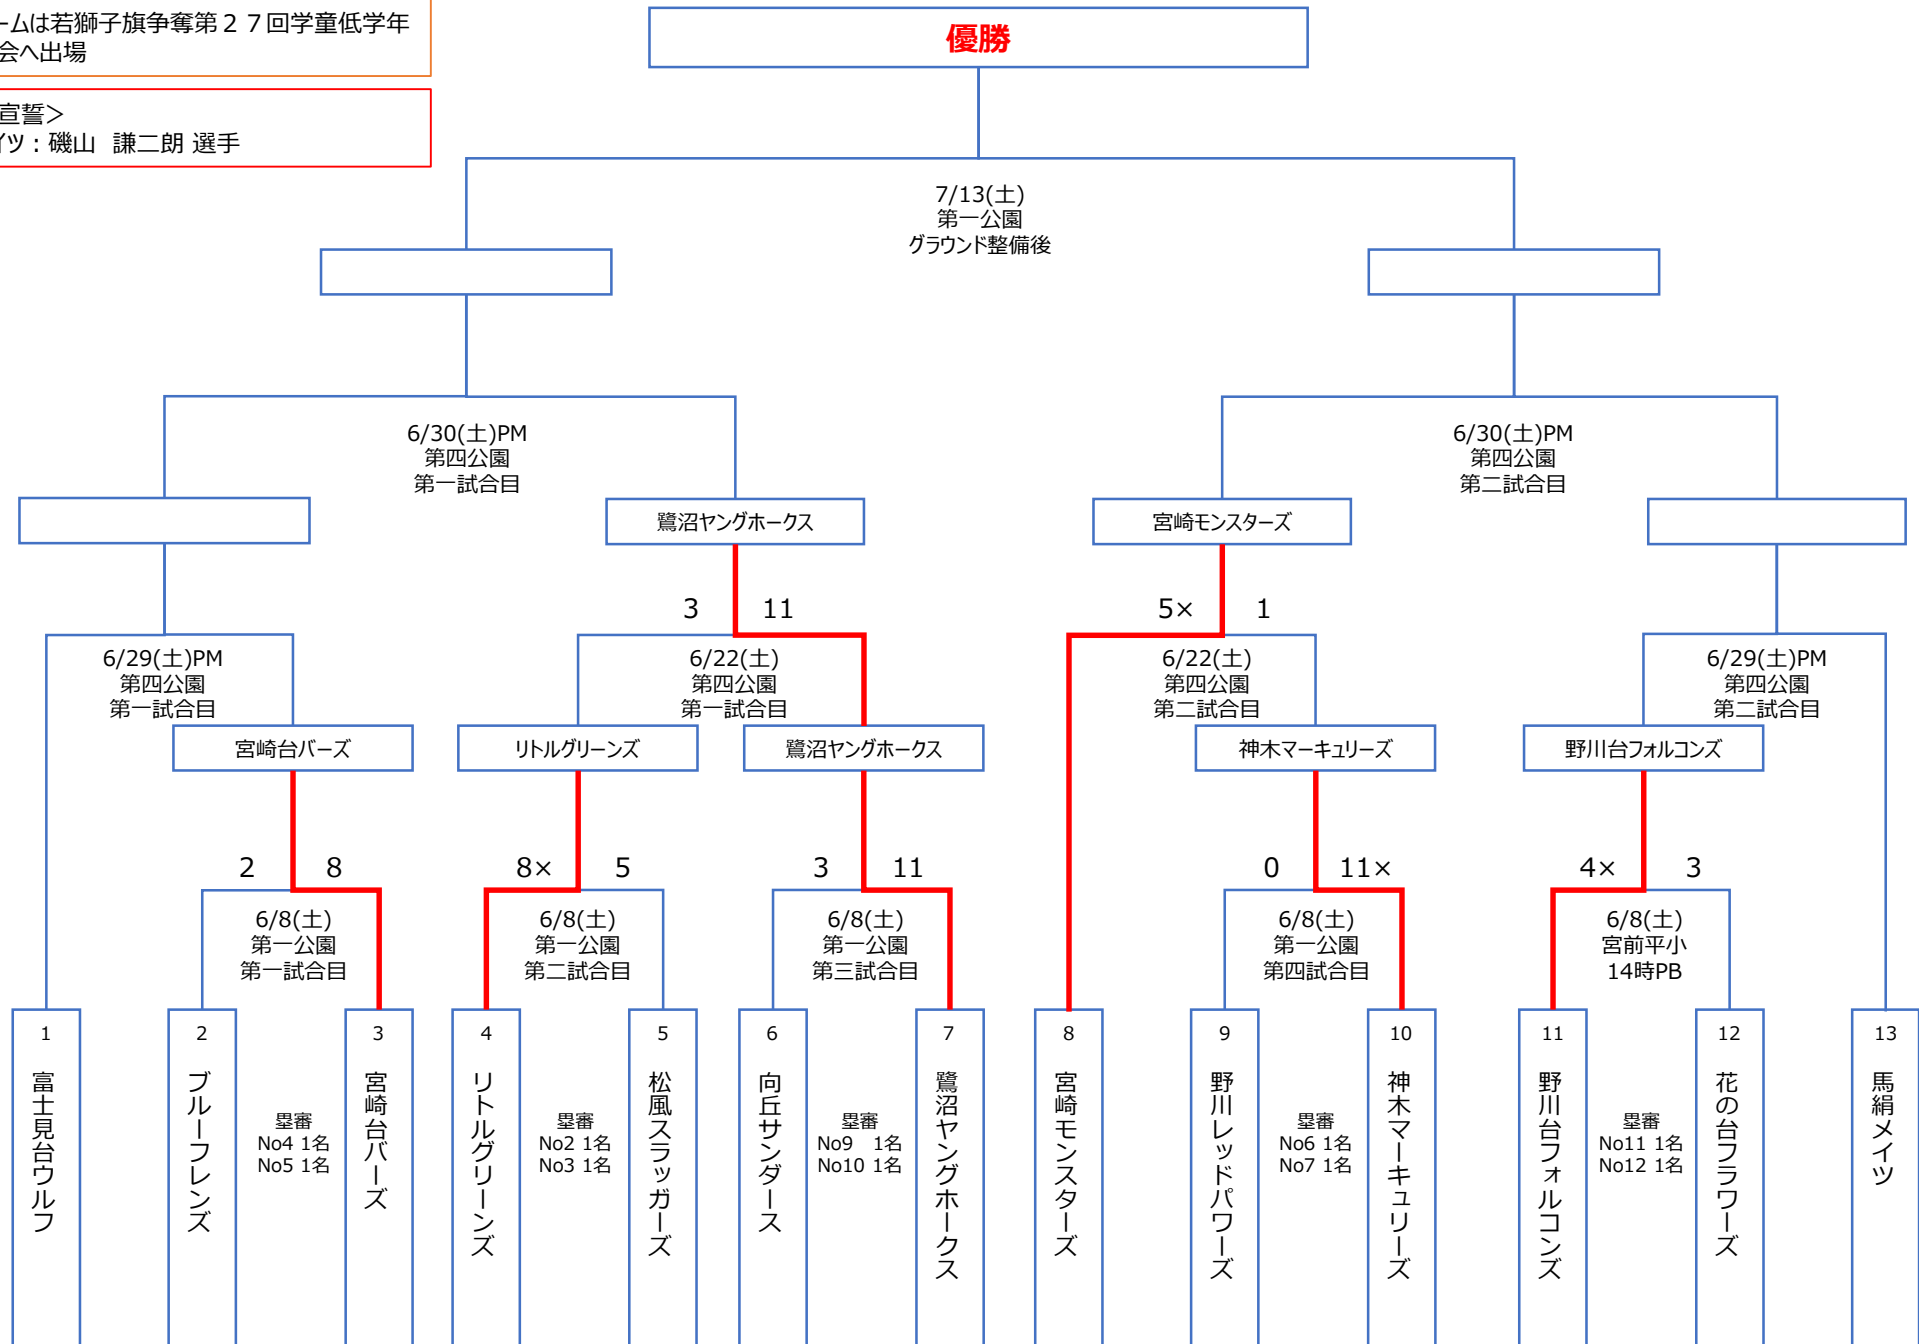 ームは若獅子旗争奪第２７回学童低学年
会へ出場
宣誓＞
イツ：磯山 謙二朗 選手
優勝
7/13(土)
第一公園
グラウンド整備後
6/30(土)PM
第四公園
第一試合目
6/30(土)PM
第四公園
第二試合目
鷺沼ヤングホークス
宮崎モンスターズ
3 11
5× 1
6/29(土)PM
第四公園
第一試合目
6/22(土)
第四公園
第一試合目
6/22(土)
第四公園
第二試合目
6/29(土)PM
第四公園
第二試合目
宮崎台バーズ
リトルグリーンズ
鷺沼ヤングホークス
神木マーキュリーズ
野川台フォルコンズ
2 8
8× 5
3 11
0 11×
4× 3
6/8(土)
第一公園
第一試合目
6/8(土)
第一公園
第二試合目
6/8(土)
第一公園
第三試合目
6/8(土)
第一公園
第四試合目
6/8(土)
宮前平小
14時PB
1
富士見台ウルフ
2
ブルーフレンズ
塁審
No4 1名
No5 1名
3
宮崎台バーズ
4
リトルグリーンズ
塁審
No2 1名
No3 1名
5
松風スラッガーズ
6
向丘サンダース
塁審
No9 1名
No10 1名
7
鷺沼ヤングホークス
8
宮崎モンスターズ
9
野川レッドパワーズ
塁審
No6 1名
No7 1名
10
神木マーキュリーズ
11
野川台フォルコンズ
塁審
No11 1名
No12 1名
12
花の台フラワーズ
13
馬絹メイツ